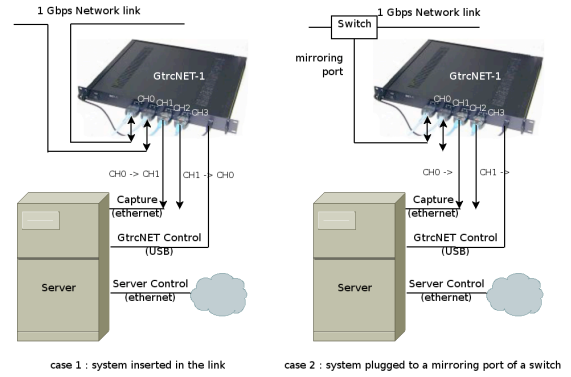 1 Gbps Network link
GtrcNET-1
CH0 CH1 CH2 CH3
CH0 -> CH1
CH1 -> CH0
Capture
(ethernet)
GtrcNET Control
(USB)
Server
Server Control
(ethernet)
case 1 : system inserted in the link
1 Gbps Network link
Switch
mirroring
port
GtrcNET-1
CH0 CH1 CH2 CH3
CH0 ->
CH1 ->
Capture
(ethernet)
GtrcNET Control
(USB)
Server
Server Control
(ethernet)
case 2 : system plugged to a mirroring port of a switch